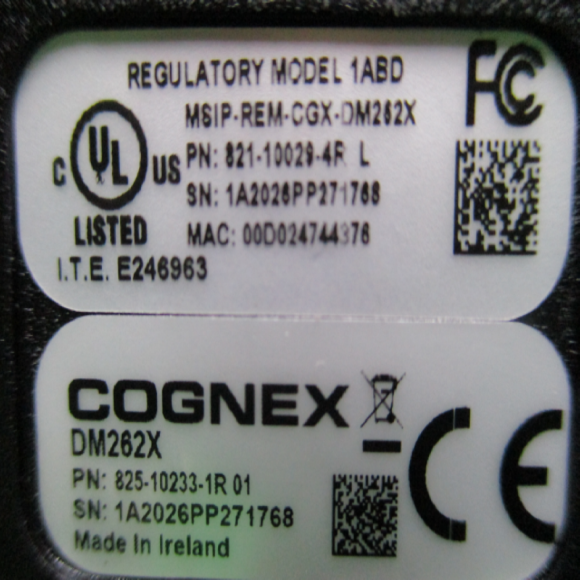 REGULATORY MODEL 1ABD
MSIP-REM-CGX-DM262X
PN: 821-10029-4R L
SN: 1A2026PP271768
MAC: 00D024744376
C UL US
LISTED
I.T.E. E246963
FC
COGNEX
DM262X
PN: 825-10233-1R 01
SN: 1A2026PP271768
Made In Ireland
CE